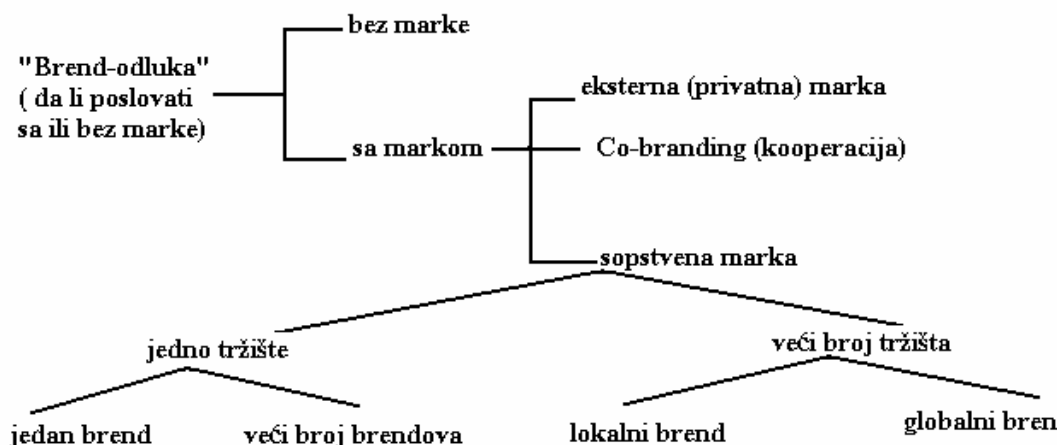 bez marke
"Brend-odluka"
( da li poslovati
sa ili bez marke)
eksterna (privatna) marka
sa markom
Co-branding (kooperacija)
sopstvena marka
jedno tržište
veći broj tržišta
jedan brend
veći broj brendova
lokalni brend
globalni bren